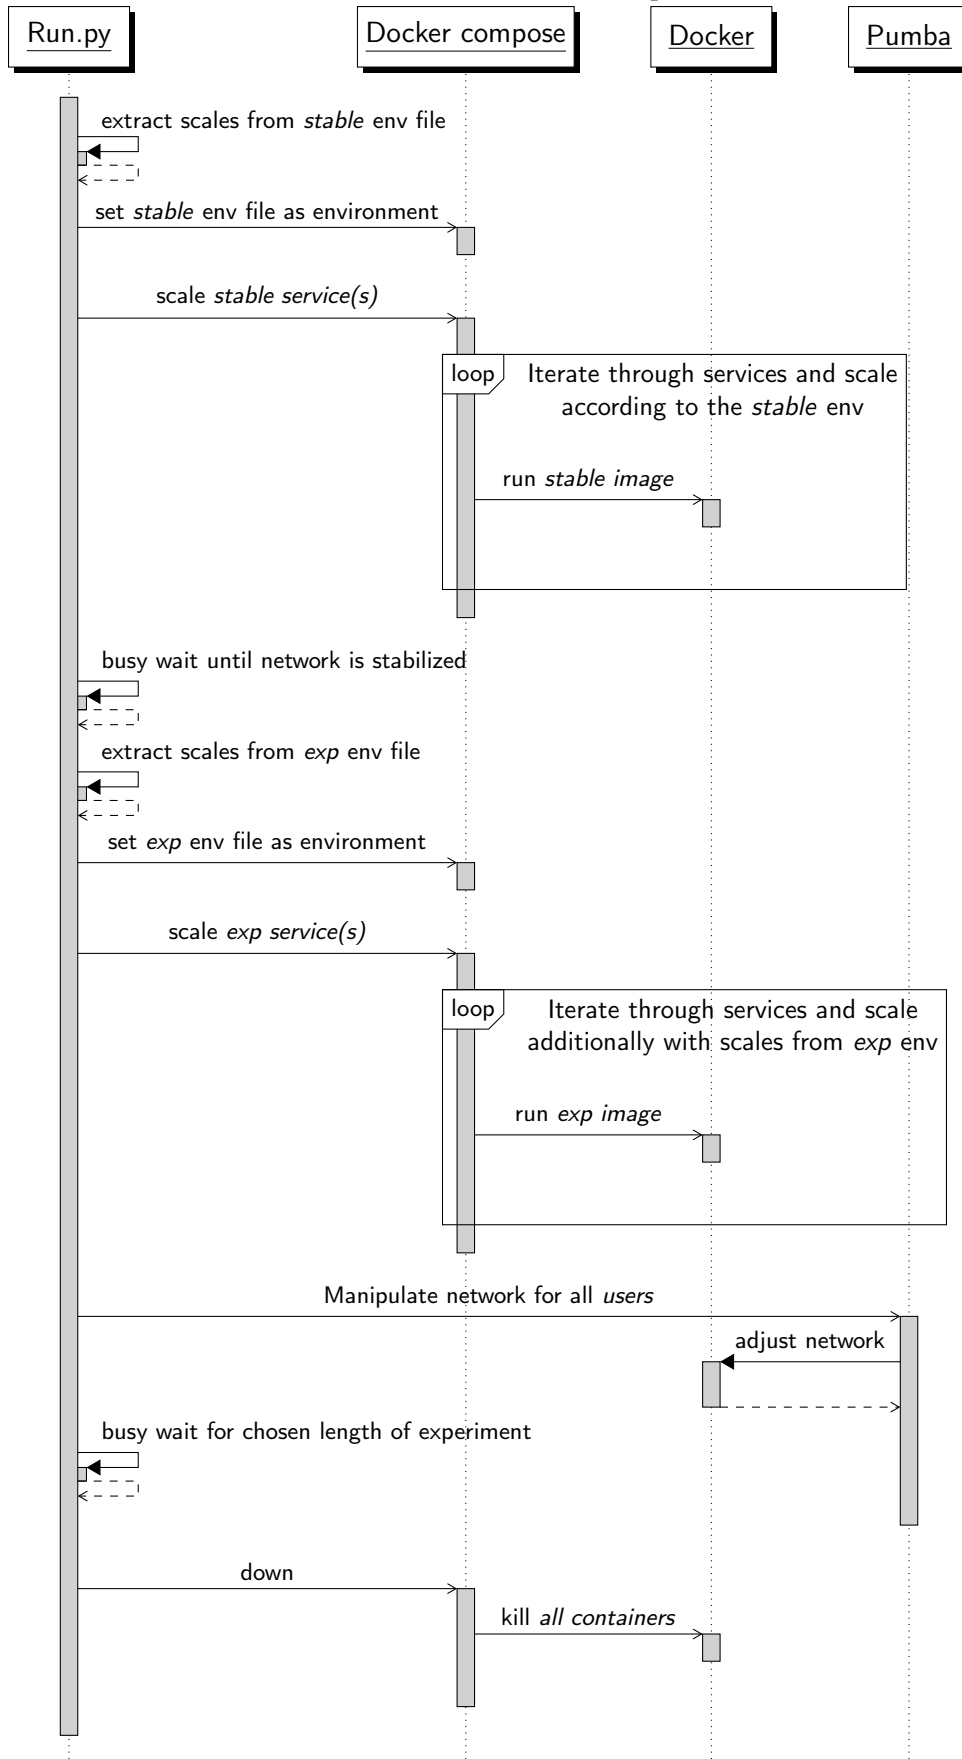 Run.py
Docker compose
Docker
Pumba
extract scales from stable env file
set stable env file as environment
scale stable service(s)
loop
Iterate through services and scale
according to the stable env
run stable image
busy wait until network is stabilized
extract scales from exp env file
set exp env file as environment
scale exp service(s)
loop
Iterate through services and scale
additionally with scales from exp env
run exp image
Manipulate network for all users
adjust network
busy wait for chosen length of experiment
down
kill all containers